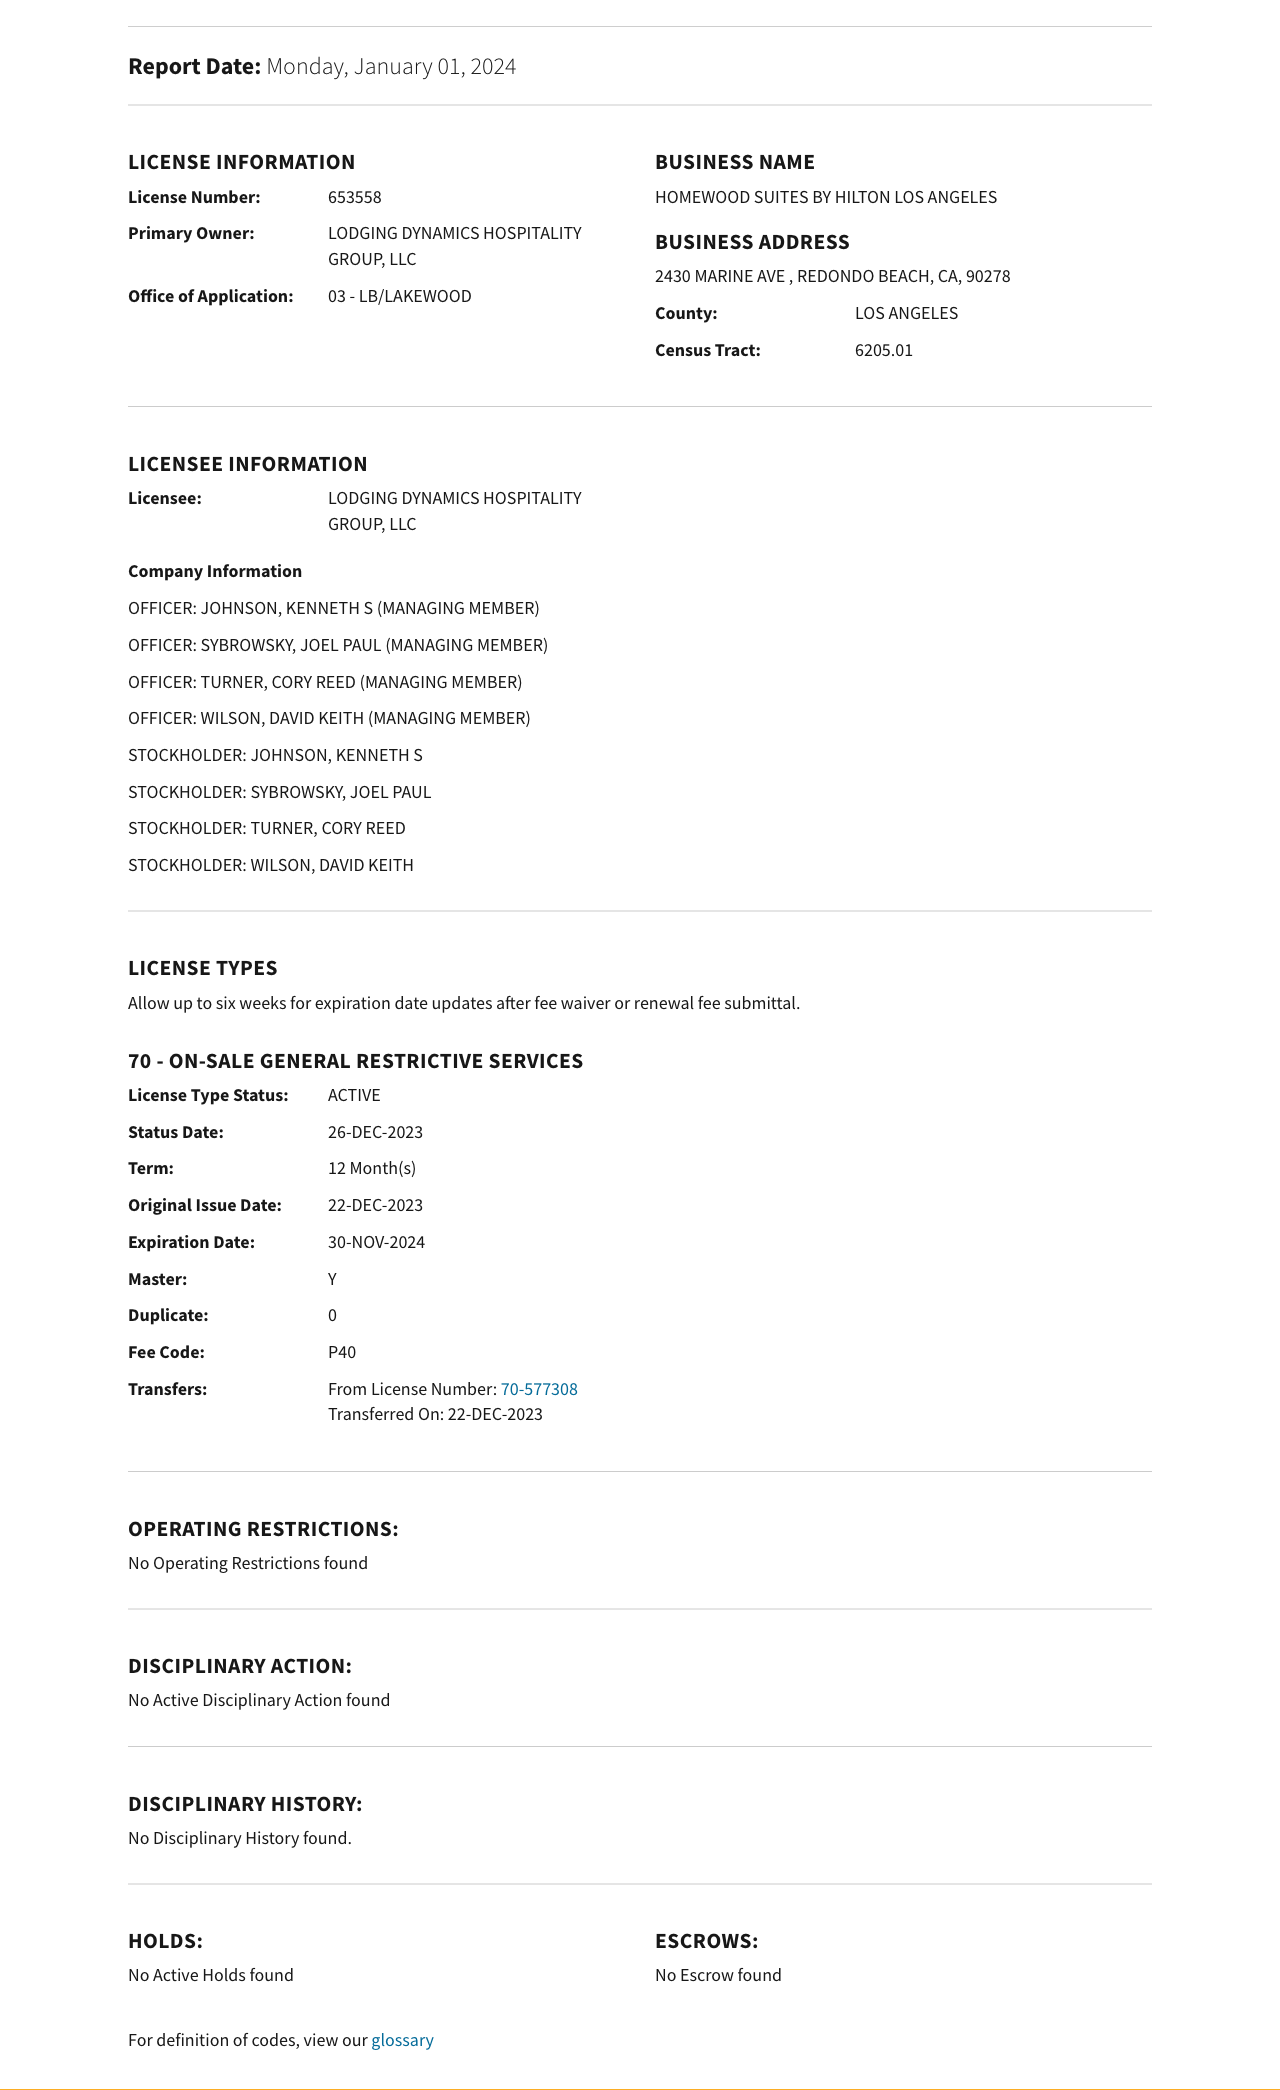 Report Date: Monday, January 01, 2024
LICENSE INFORMATION
License Number: 653558
Primary Owner: LODGING DYNAMICS HOSPITALITY
GROUP, LLC
Office of Application: 03 - LB/LAKEWOOD
BUSINESS NAME
HOMEWOOD SUITES BY HILTON LOS ANGELES
BUSINESS ADDRESS
2430 MARINE AVE , REDONDO BEACH, CA, 90278
County: LOS ANGELES
Census Tract: 6205.01
LICENSEE INFORMATION
Licensee: LODGING DYNAMICS HOSPITALITY
GROUP, LLC
Company Information
OFFICER: JOHNSON, KENNETH S (MANAGING MEMBER)
OFFICER: SYBROWSKY, JOEL PAUL (MANAGING MEMBER)
OFFICER: TURNER, CORY REED (MANAGING MEMBER)
OFFICER: WILSON, DAVID KEITH (MANAGING MEMBER)
STOCKHOLDER: JOHNSON, KENNETH S
STOCKHOLDER: SYBROWSKY, JOEL PAUL
STOCKHOLDER: TURNER, CORY REED
STOCKHOLDER: WILSON, DAVID KEITH
LICENSE TYPES
Allow up to six weeks for expiration date updates after fee waiver or renewal fee submittal.
70 - ON-SALE GENERAL RESTRICTIVE SERVICES
License Type Status: ACTIVE
Status Date: 26-DEC-2023
Term: 12 Month(s)
Original Issue Date: 22-DEC-2023
Expiration Date: 30-NOV-2024
Master: Y
Duplicate: 0
Fee Code: P40
Transfers: From License Number: 70-577308
Transferred On: 22-DEC-2023
OPERATING RESTRICTIONS:
No Operating Restrictions found
DISCIPLINARY ACTION:
No Active Disciplinary Action found
DISCIPLINARY HISTORY:
No Disciplinary History found.
HOLDS:
No Active Holds found
ESCROWS:
No Escrow found
For definition of codes, view our glossary